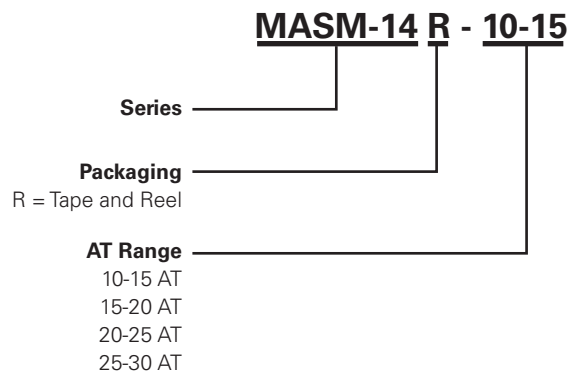 MASM-14 R - 10-15
Series
Packaging
R = Tape and Reel
AT Range
10-15 AT
15-20 AT
20-25 AT
25-30 AT